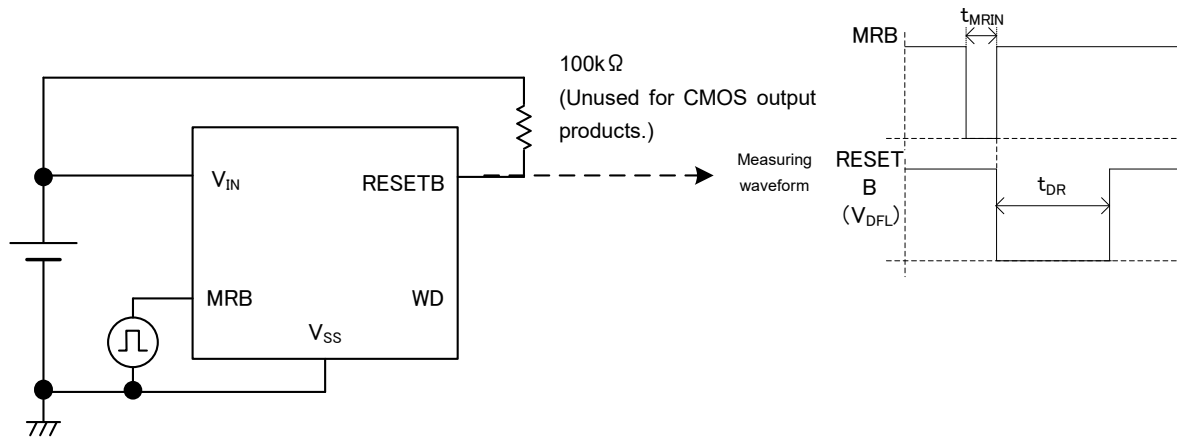 100kΩ
(Unused for CMOS output
products.)
VIN
RESETB
MRB
WD
VSS
Measuring
waveform
tMRIN
MRB
RESET
B
(VDFL)
tDR